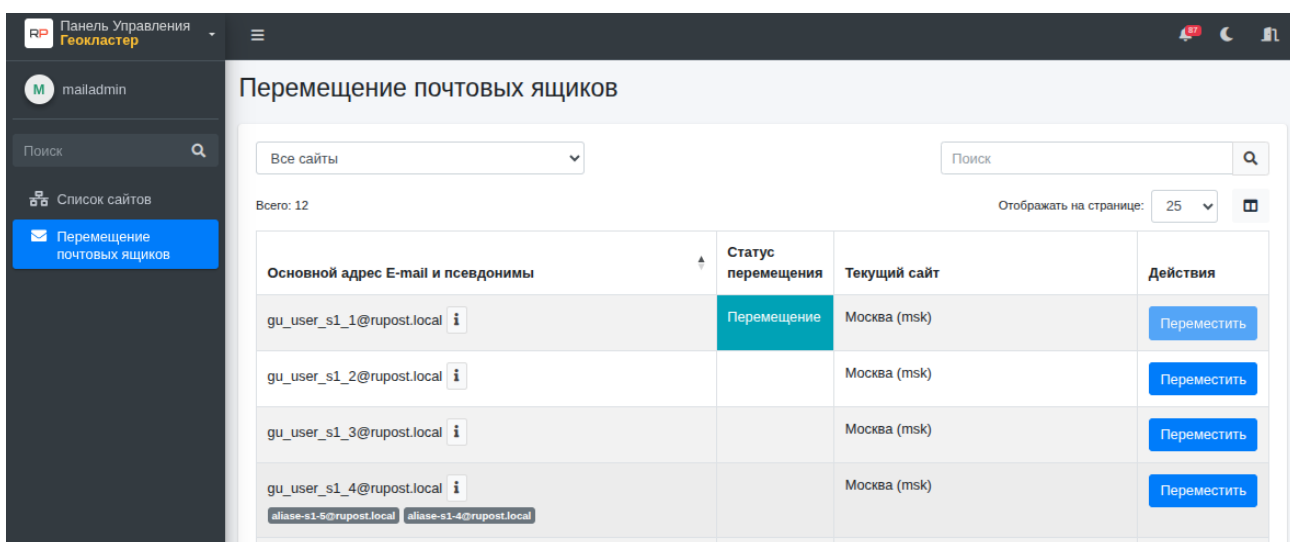 RP Панель Управления
Геокластер
87
M mailadmin
Перемещение почтовых ящиков
Поиск
Все сайты
Поиск
Список сайтов
Всего: 12
Отображать на странице: 25
Перемещение
почтовых ящиков
Основной адрес E-mail и псевдонимы
Статус
перемещения
Текущий сайт
Действия
gu_user_s1_1@rupost.local i Перемещение Москва (msk) Переместить
gu_user_s1_2@rupost.local i Москва (msk) Переместить
gu_user_s1_3@rupost.local i Москва (msk) Переместить
gu_user_s1_4@rupost.local i Москва (msk) Переместить
aliase-s1-5@rupost.local aliase-s1-4@rupost.local